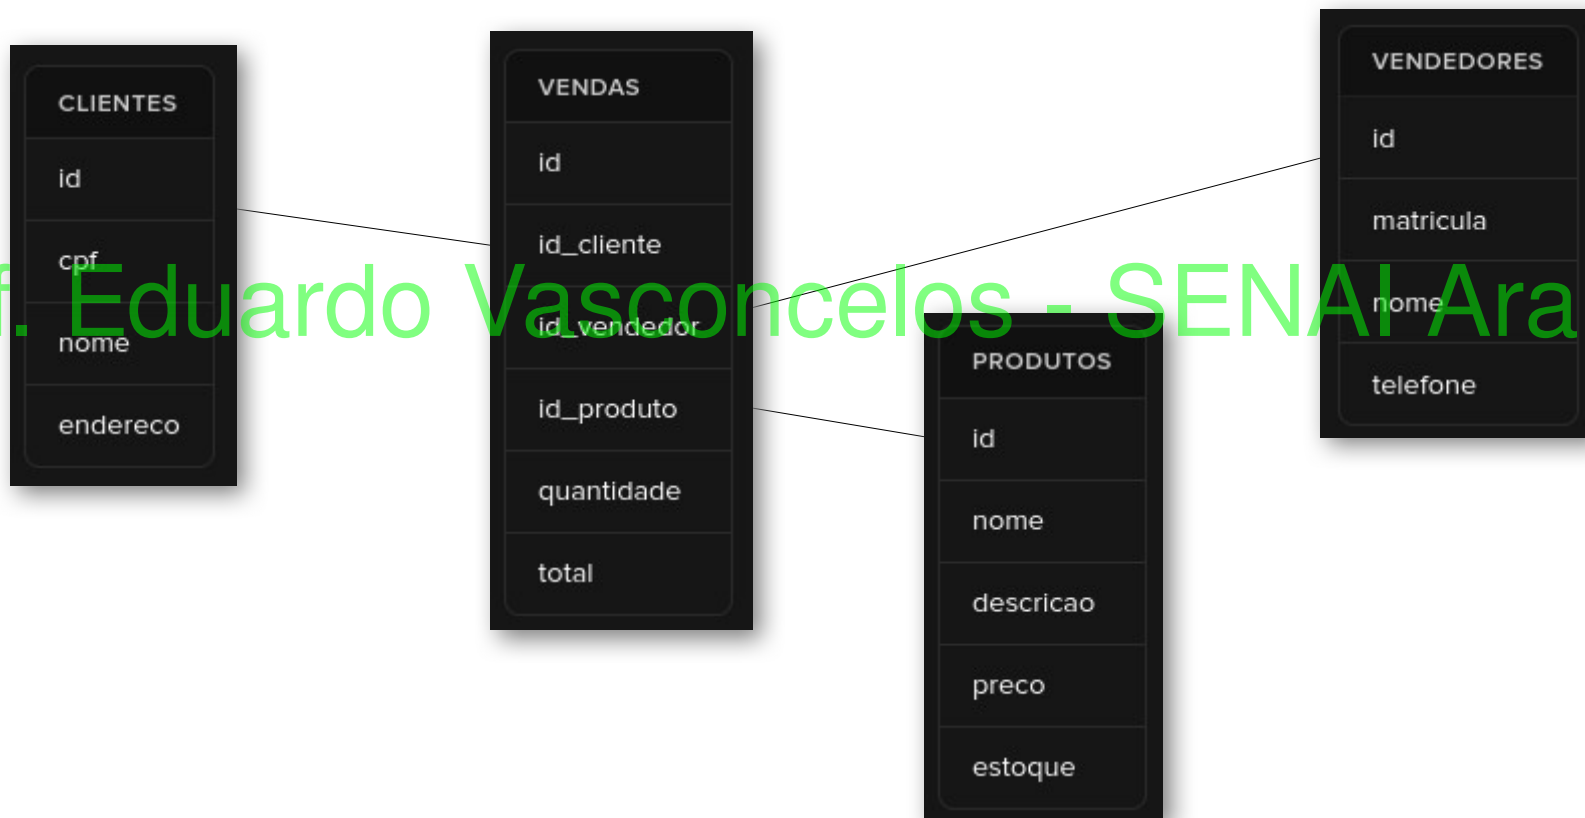 CLIENTES
id
cpf
nome
endereco
VENDAS
id
id_cliente
id_vendedor
id_produto
quantidade
total
PRODUTOS
id
nome
descricao
preco
estoque
VENDEDORES
id
matricula
nome
telefone
Eduardo Vasconcelos - SENAI